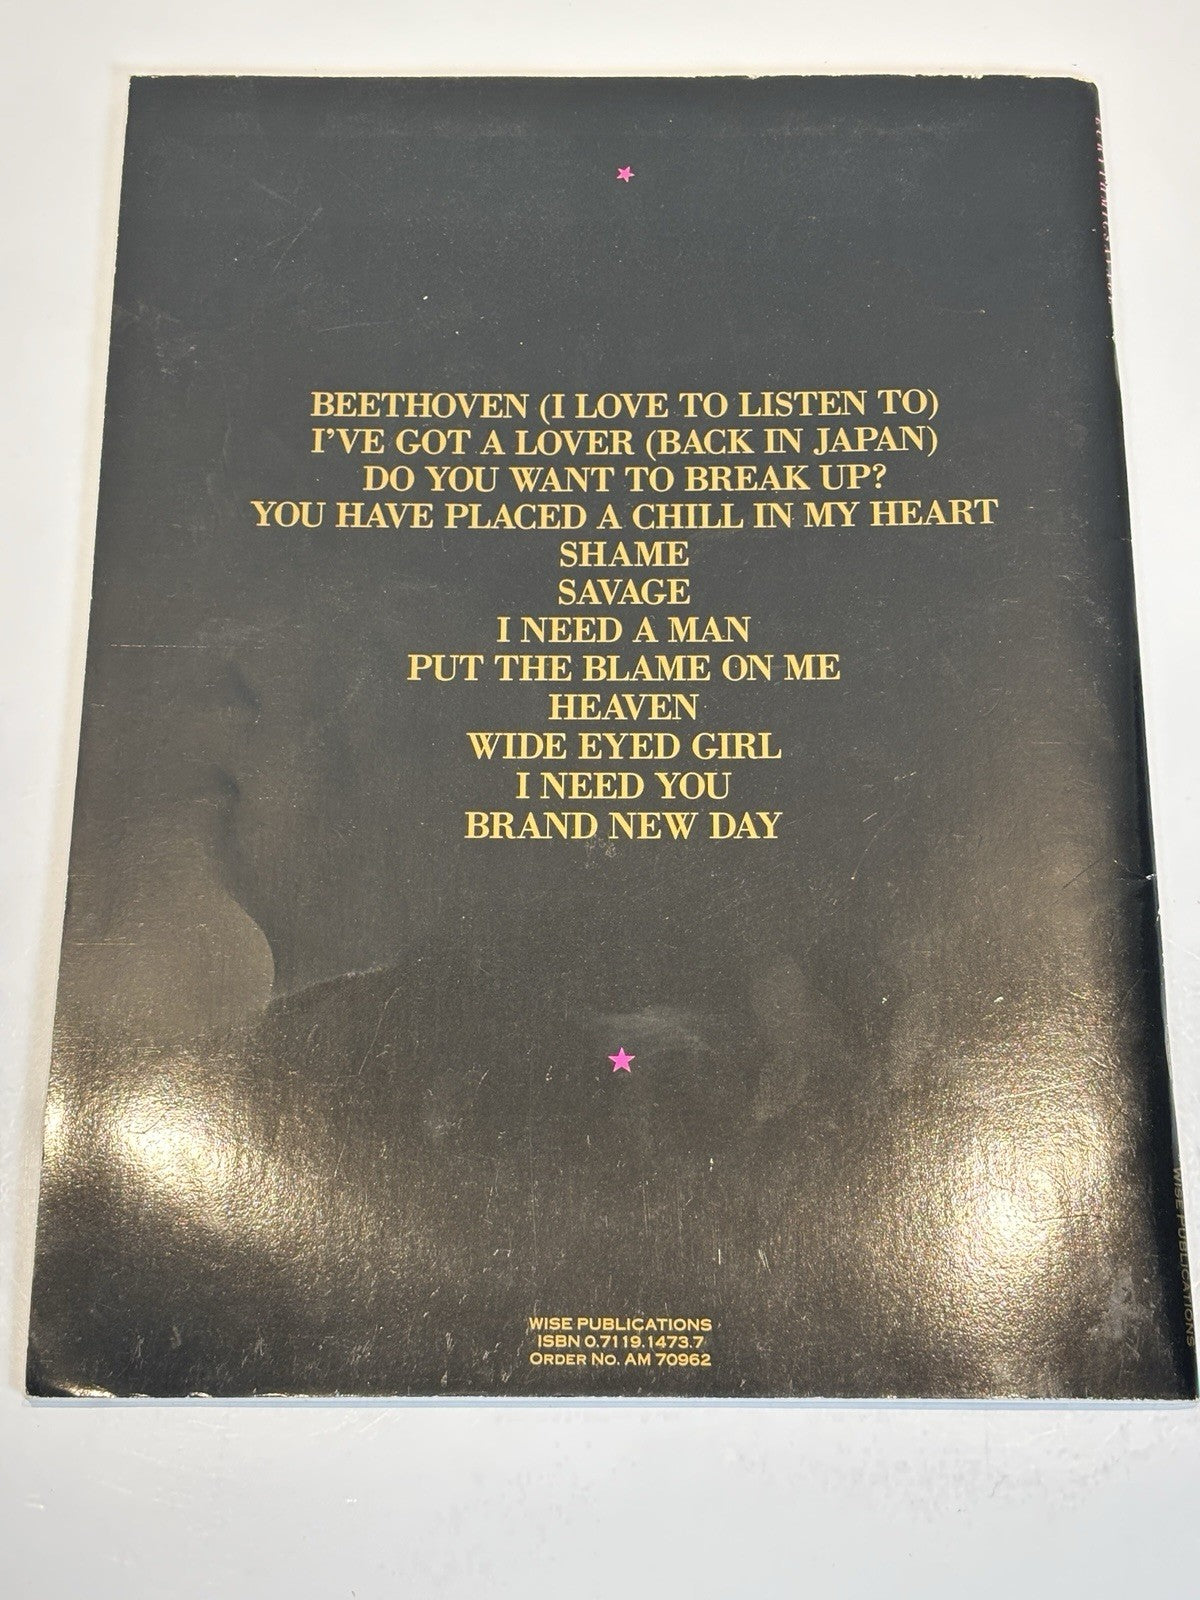 BEETHOVEN (I LOVE TO LISTEN TO)
I'VE GOT A LOVER (BACK IN JAPAN)
DO YOU WANT TO BREAK UP?
YOU HAVE PLACED A CHILL IN MY HEART
SHAME
SAVAGE
I NEED A MAN
PUT THE BLAME ON ME
HEAVEN
WIDE EYED GIRL
I NEED YOU
BRAND NEW DAY
WISE PUBLICATIONS
ISBN 0.7119.1473.7
ORDER NO. AM 70962
WISE PUBLICATIONS